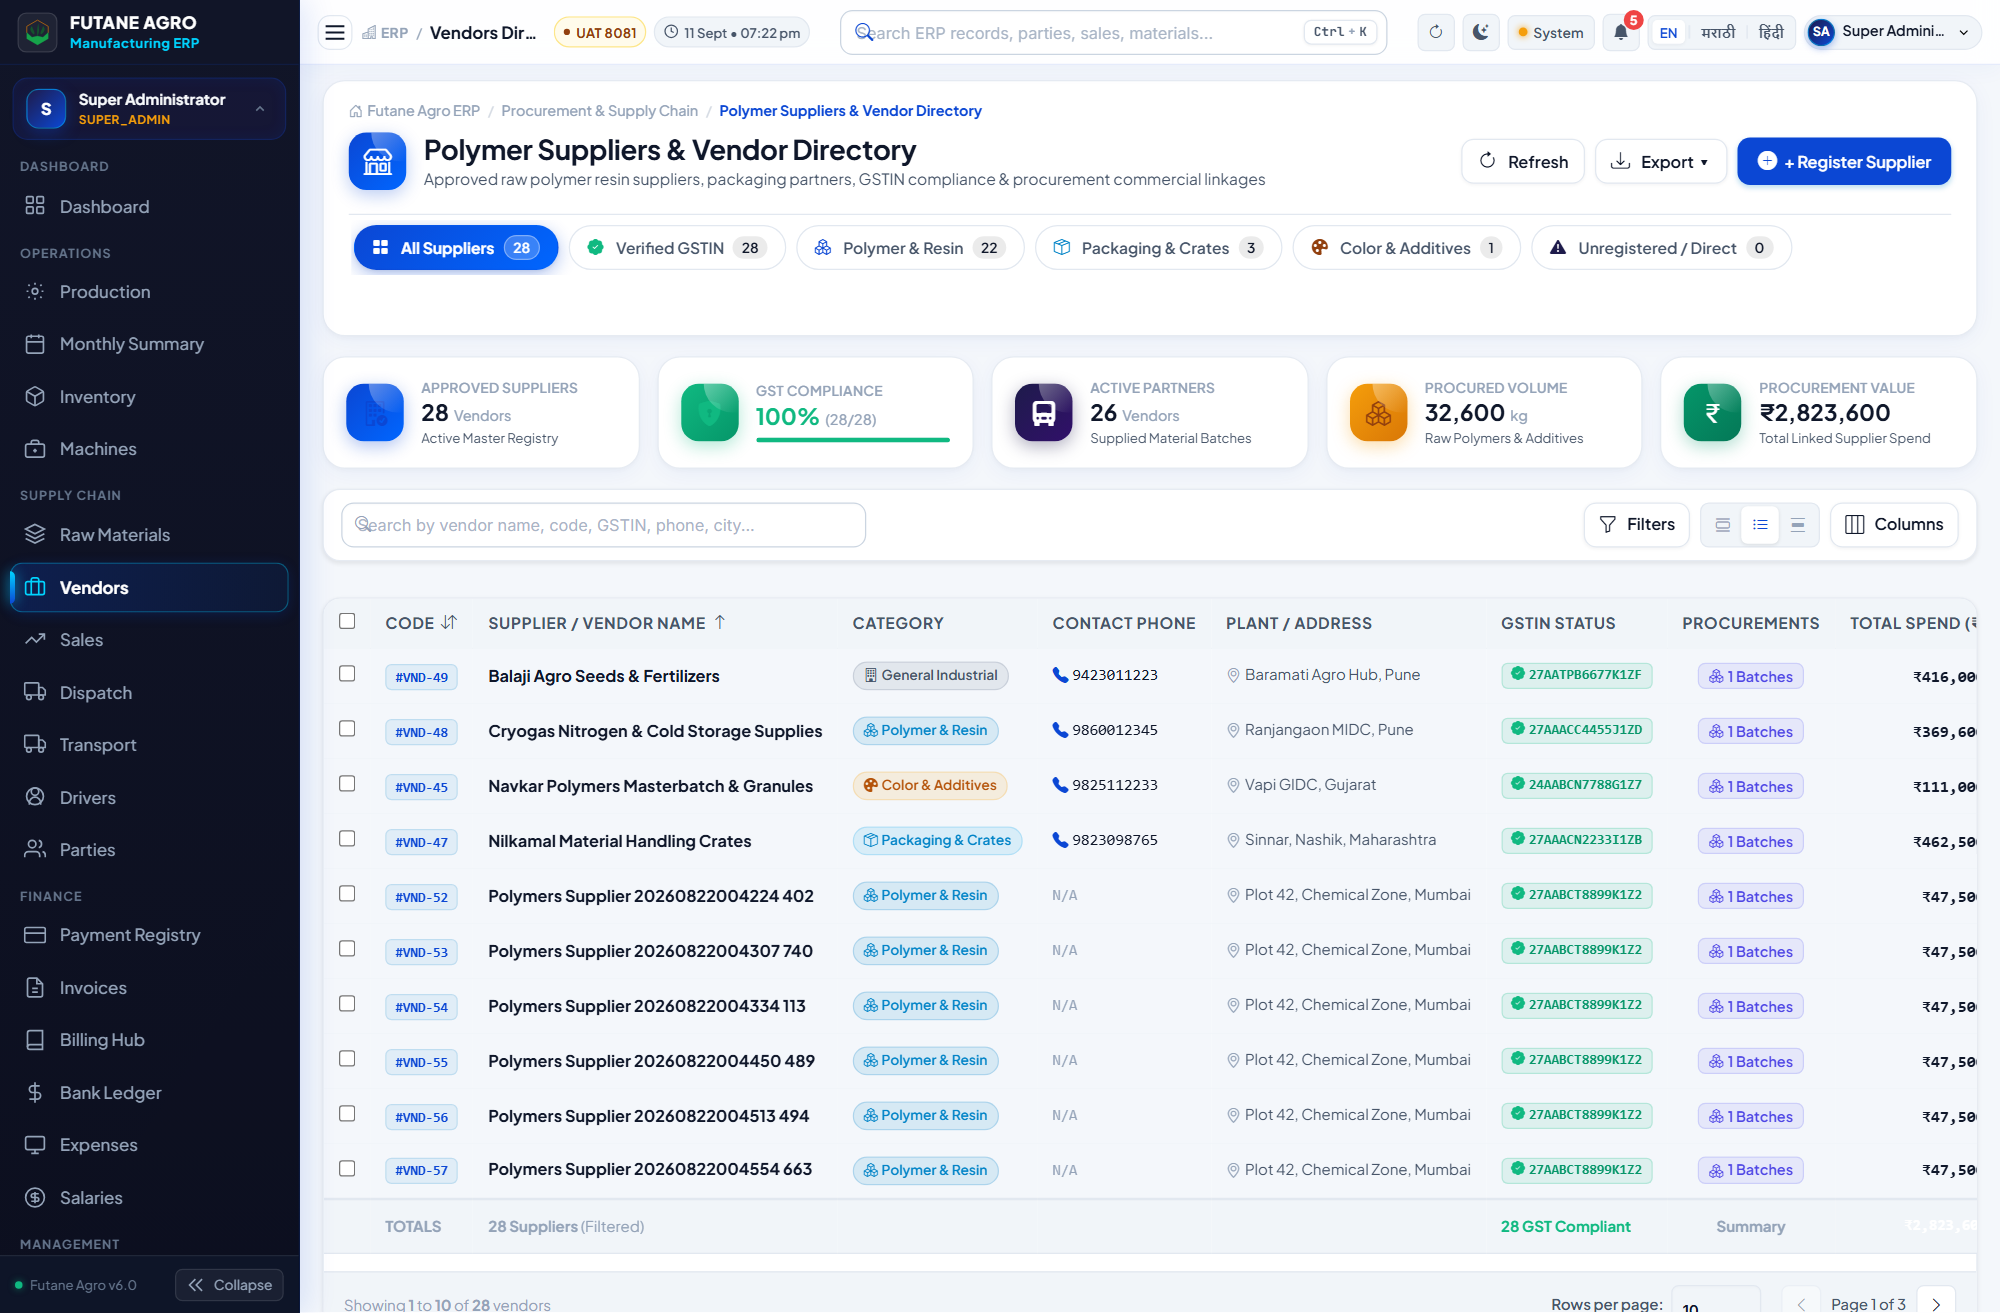 FUTANE AGRO
Manufacturing ERP
S
Super Administrator
SUPER_ADMIN
DASHBOARD
Dashboard
OPERATIONS
Production
Monthly Summary
Inventory
Machines
SUPPLY CHAIN
Raw Materials
Vendors
Sales
Dispatch
Transport
Drivers
Parties
FINANCE
Payment Registry
Invoices
Billing Hub
Bank Ledger
Expenses
Salaries
MANAGEMENT
Futane Agro v6.0
Collapse
ERP / Vendors Dir...
UAT 8081
11 Sept • 07:22 pm
Search ERP records, parties, sales, materials...
Ctrl + K
System
5
EN मराठी हिंदी
SA Super Admini...
Futane Agro ERP / Procurement & Supply Chain / Polymer Suppliers & Vendor Directory
Polymer Suppliers & Vendor Directory
Approved raw polymer resin suppliers, packaging partners, GSTIN compliance & procurement commercial linkages
Refresh
Export ▾
+ Register Supplier
All Suppliers 28
Verified GSTIN 28
Polymer & Resin 22
Packaging & Crates 3
Color & Additives 1
Unregistered / Direct 0
APPROVED SUPPLIERS
28 Vendors
Active Master Registry
GST COMPLIANCE
100% (28/28)
ACTIVE PARTNERS
26 Vendors
Supplied Material Batches
PROCURED VOLUME
32,600 kg
Raw Polymers & Additives
₹
PROCUREMENT VALUE
₹2,823,600
Total Linked Supplier Spend
Search by vendor name, code, GSTIN, phone, city...
Filters
Columns
CODE SUPPLIER / VENDOR NAME ↑ CATEGORY CONTACT PHONE PLANT / ADDRESS GSTIN STATUS PROCUREMENTS TOTAL SPEND (₹
#VND-49 Balaji Agro Seeds & Fertilizers General Industrial 9423011223 Baramati Agro Hub, Pune 27AATPB6677K1ZF 1 Batches ₹416,00
#VND-48 Cryogas Nitrogen & Cold Storage Supplies Polymer & Resin 9860012345 Ranjangaon MIDC, Pune 27AAACC4455J1ZD 1 Batches ₹369,60
#VND-45 Navkar Polymers Masterbatch & Granules Color & Additives 9825112233 Vapi GIDC, Gujarat 24AABCN7788G1Z7 1 Batches ₹111,00
#VND-47 Nilkamal Material Handling Crates Packaging & Crates 9823098765 Sinnar, Nashik, Maharashtra 27AAACN2233I1ZB 1 Batches ₹462,50
#VND-52 Polymers Supplier 20260822004224 402 Polymer & Resin N/A Plot 42, Chemical Zone, Mumbai 27AABCT8899K1Z2 1 Batches ₹47,50
#VND-53 Polymers Supplier 20260822004307 740 Polymer & Resin N/A Plot 42, Chemical Zone, Mumbai 27AABCT8899K1Z2 1 Batches ₹47,50
#VND-54 Polymers Supplier 20260822004334 113 Polymer & Resin N/A Plot 42, Chemical Zone, Mumbai 27AABCT8899K1Z2 1 Batches ₹47,50
#VND-55 Polymers Supplier 20260822004450 489 Polymer & Resin N/A Plot 42, Chemical Zone, Mumbai 27AABCT8899K1Z2 1 Batches ₹47,50
#VND-56 Polymers Supplier 20260822004513 494 Polymer & Resin N/A Plot 42, Chemical Zone, Mumbai 27AABCT8899K1Z2 1 Batches ₹47,50
#VND-57 Polymers Supplier 20260822004554 663 Polymer & Resin N/A Plot 42, Chemical Zone, Mumbai 27AABCT8899K1Z2 1 Batches ₹47,50
TOTALS 28 Suppliers (Filtered) 28 GST Compliant Summary ₹2,823,60
Showing 1 to 10 of 28 vendors
Rows per page: 10
Page 1 of 3